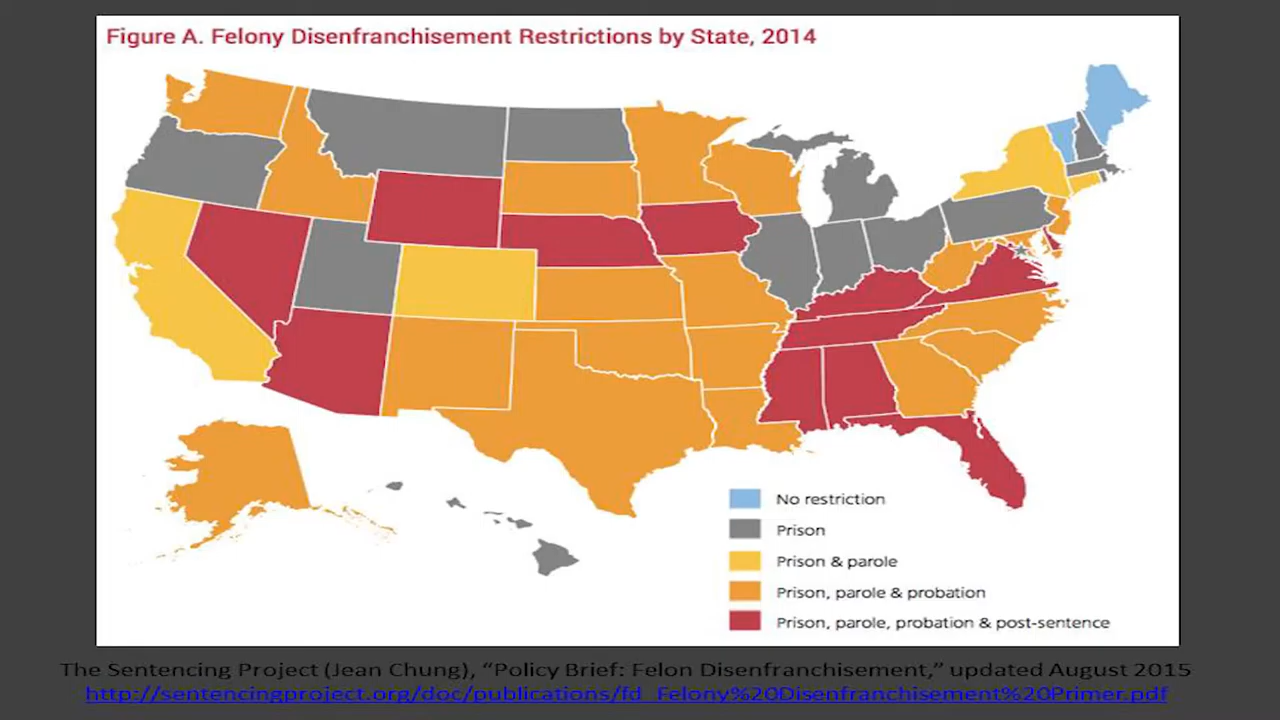 Figure A. Felony Disenfranchisement Restrictions by State, 2014
No restriction
Prison
Prison & parole
Prison, parole & probation
Prison, parole, probation & post-sentence
The Sentencing Project (Jean Chung), “Policy Brief: Felon Disenfranchisement,” updated August 2015
http://sentencingproject.org/doc/publications/fd_Felony%20Disenfranchisement%20Primer.pdf